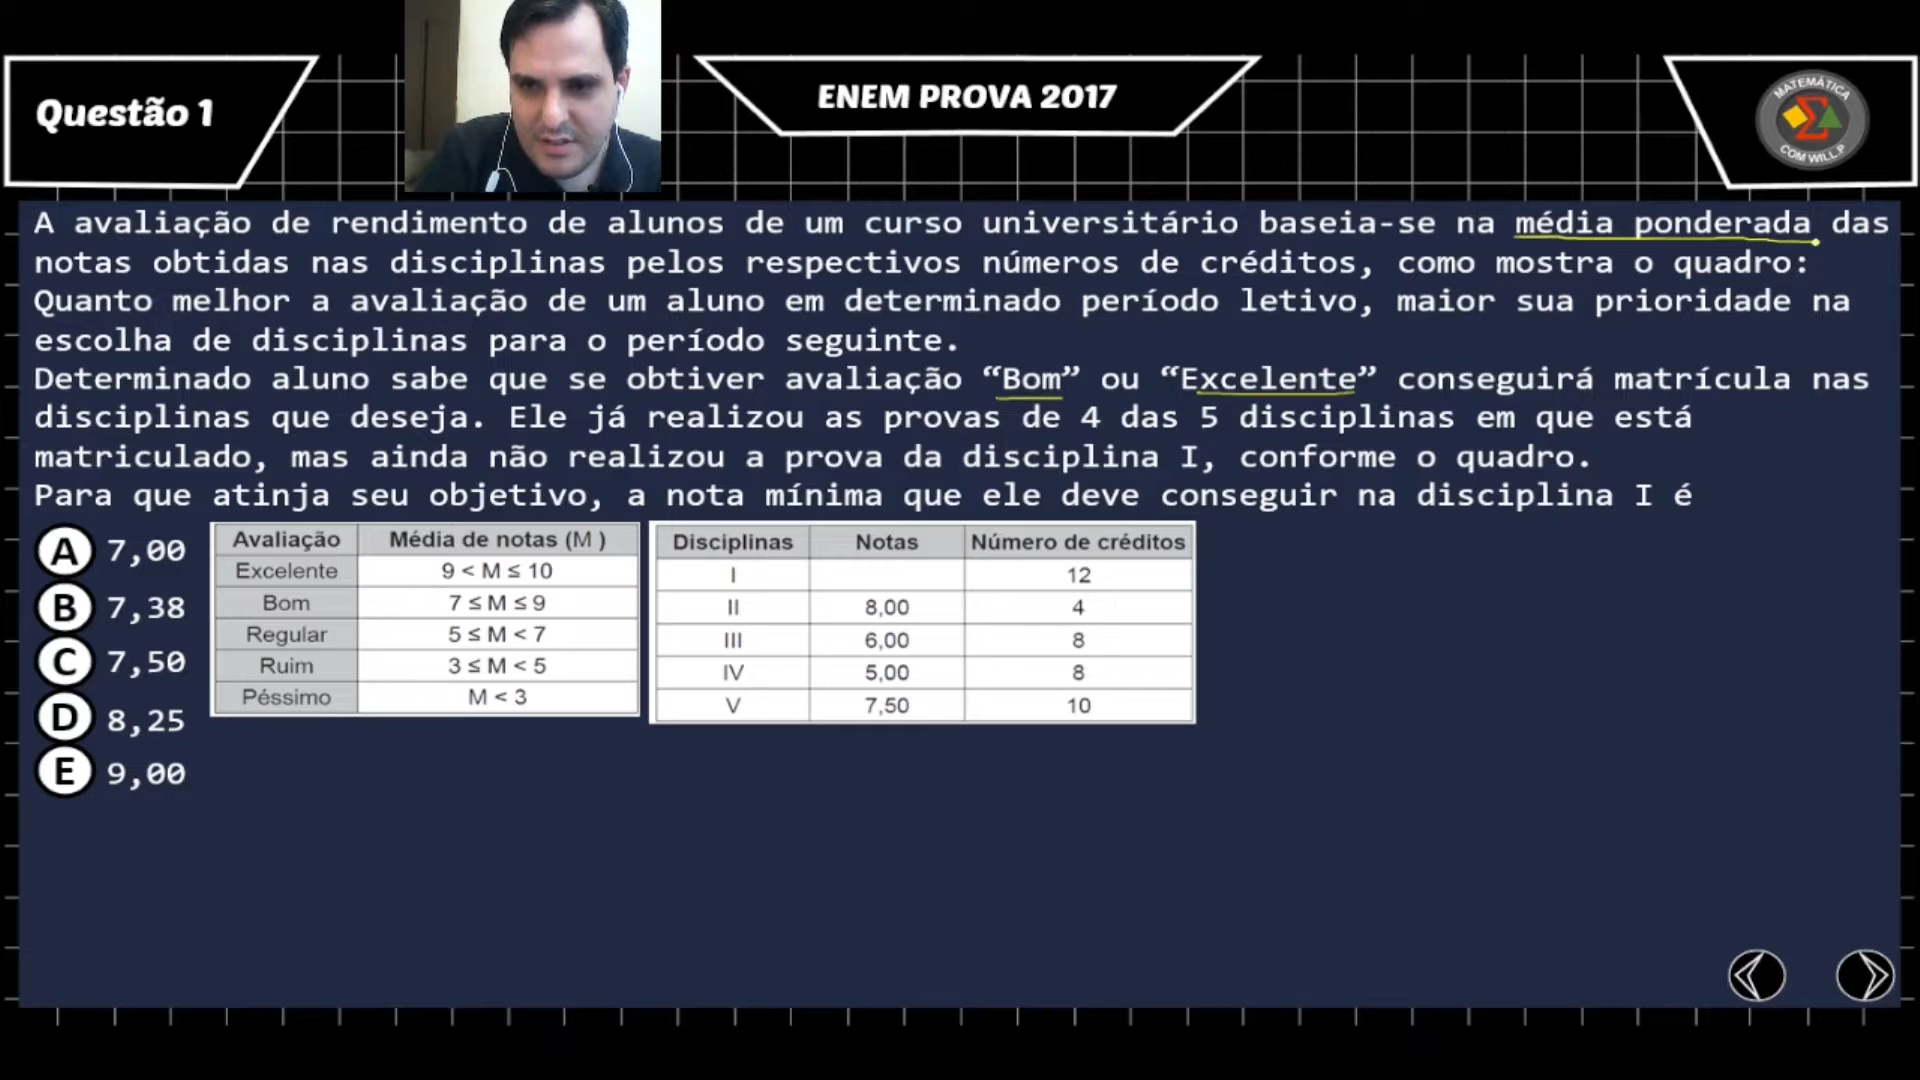 Questão 1
ENEM PROVA 2017
MATEMÁTICA
COM WILL.P
A avaliação de rendimento de alunos de um curso universitário baseia-se na média ponderada das
notas obtidas nas disciplinas pelos respectivos números de créditos, como mostra o quadro:
Quanto melhor a avaliação de um aluno em determinado período letivo, maior sua prioridade na
escolha de disciplinas para o período seguinte.
Determinado aluno sabe que se obtiver avaliação “Bom” ou “Excelente” conseguirá matrícula nas
disciplinas que deseja. Ele já realizou as provas de 4 das 5 disciplinas em que está
matriculado, mas ainda não realizou a prova da disciplina I, conforme o quadro.
Para que atinja seu objetivo, a nota mínima que ele deve conseguir na disciplina I é
A 7,00
B 7,38
C 7,50
D 8,25
E 9,00
Avaliação Média de notas (M )
Excelente 9 < M ≤ 10
Bom 7 ≤ M ≤ 9
Regular 5 ≤ M < 7
Ruim 3 ≤ M < 5
Péssimo M < 3
Disciplinas Notas Número de créditos
I 12
II 8,00 4
III 6,00 8
IV 5,00 8
V 7,50 10